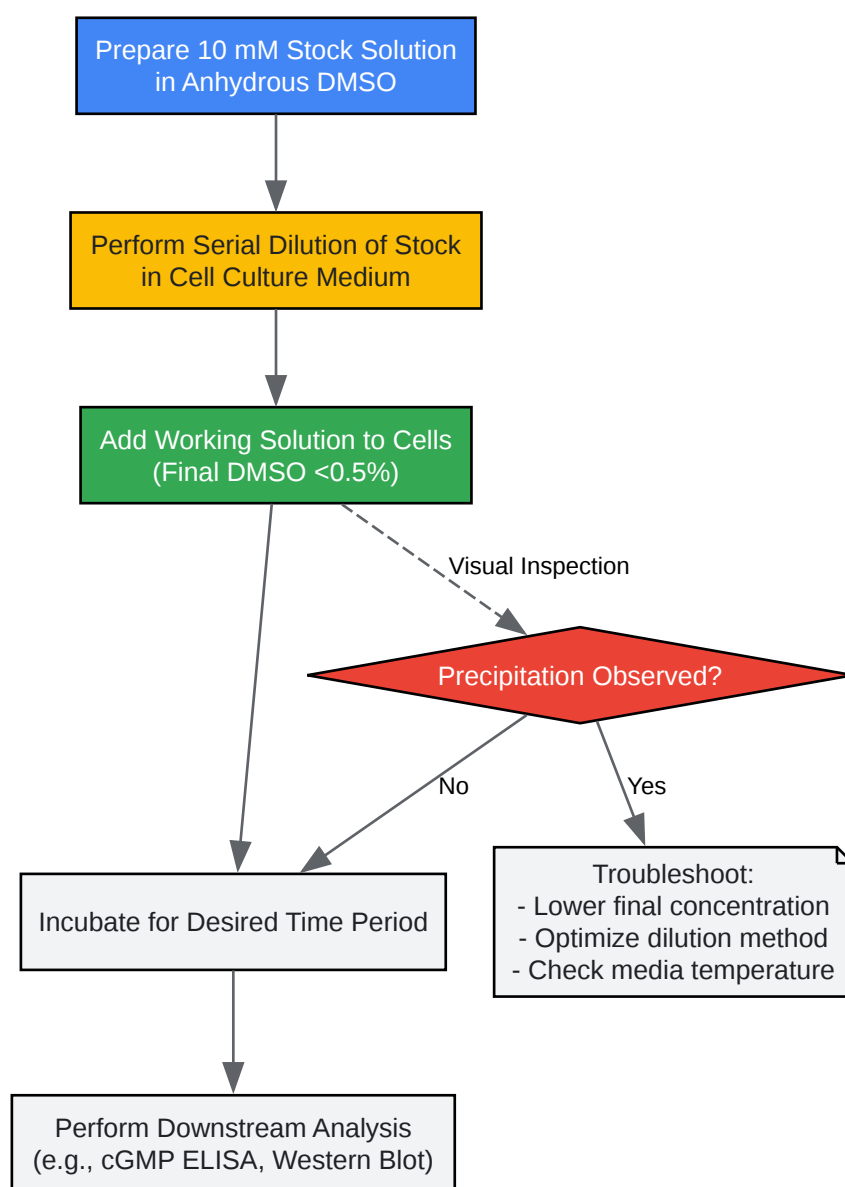 Prepare 10 mM Stock Solution
in Anhydrous DMSO
Perform Serial Dilution of Stock
in Cell Culture Medium
Add Working Solution to Cells
(Final DMSO <0.5%)
Visual Inspection
Precipitation Observed?
No
Yes
Troubleshoot:
- Lower final concentration
- Optimize dilution method
- Check media temperature
Incubate for Desired Time Period
Perform Downstream Analysis
(e.g., cGMP ELISA, Western Blot)